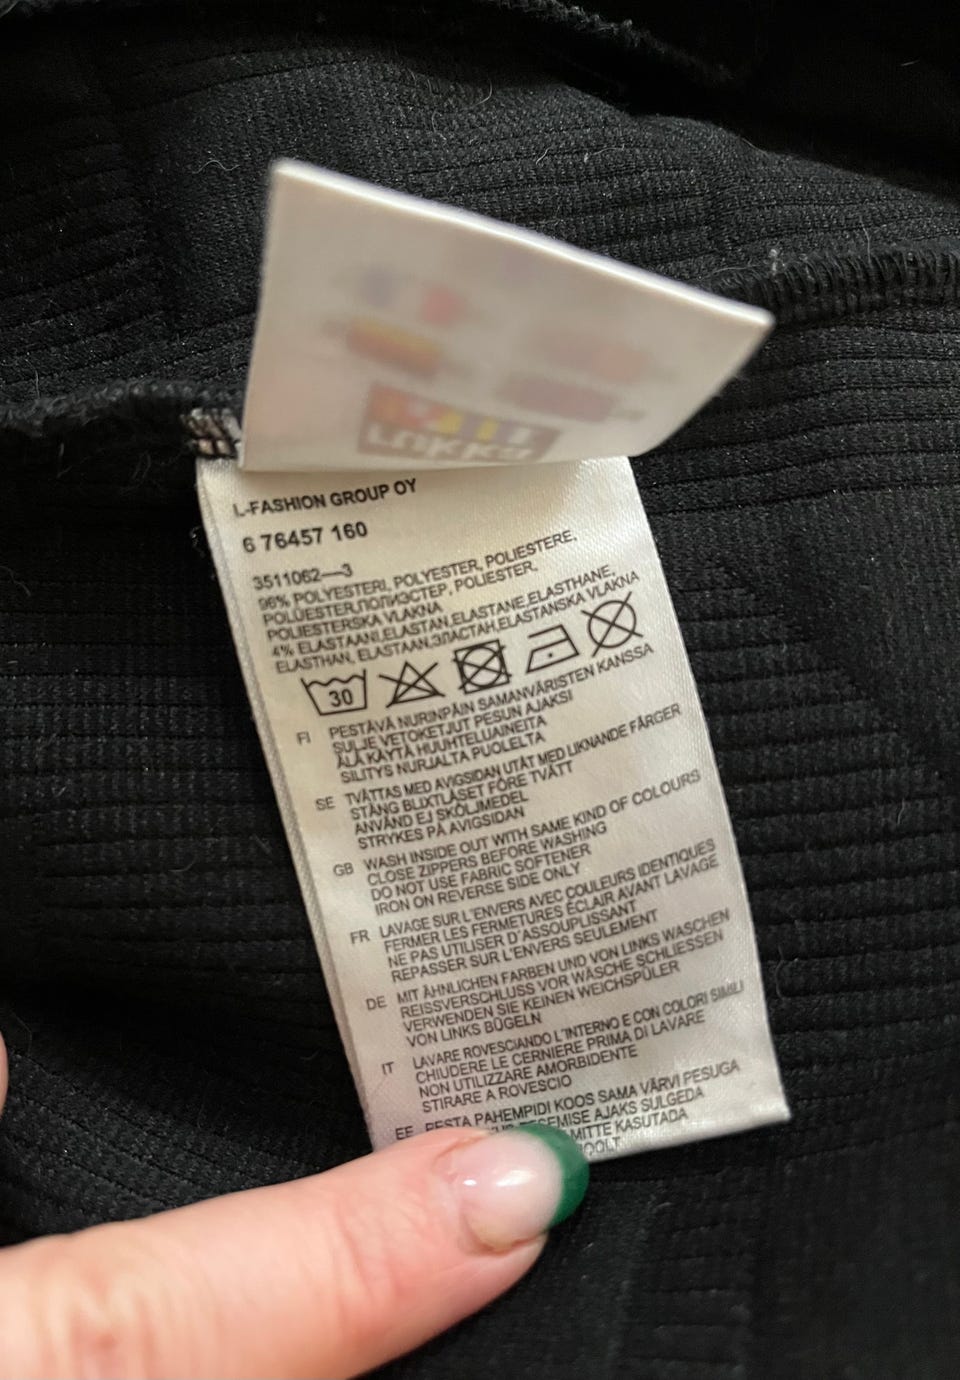 Rukka
L-FASHION GROUP OY
6 76457 160
3511062—3
96% POLYESTERI, POLYESTER, POLIESTERE,
POLÜESTER,ПОЛИЭСТЕР, POLIESTER,
POLIESTERSKA VLAKNA
4% ELASTAANI,ELASTAN,ELASTANE,ELASTHANE,
ELASTHAN, ELASTAAN,ЭЛАСТАН,ELASTANSKA VLAKNA
30
FI PESTÄVÄ NURINPÄIN SAMANVÄRISTEN KANSSA
SULJE VETOKETJUT PESUN AJAKSI
ÄLÄ KÄYTÄ HUUHTELUAINEITA
SILITYS NURJALTA PUOLELTA
SE TVÄTTAS MED AVIGSIDAN UTÅT MED LIKNANDE FÄRGER
STÄNG BLIXTLÅSET FÖRE TVÄTT
ANVÄND EJ SKÖLJMEDEL
STRYKES PÅ AVIGSIDAN
GB WASH INSIDE OUT WITH SAME KIND OF COLOURS
CLOSE ZIPPERS BEFORE WASHING
DO NOT USE FABRIC SOFTENER
IRON ON REVERSE SIDE ONLY
FR LAVAGE SUR L'ENVERS AVEC COULEURS IDENTIQUES
FERMER LES FERMETURES ÉCLAIR AVANT LAVAGE
NE PAS UTILISER D'ASSOUPLISSANT
REPASSER SUR L'ENVERS SEULEMENT
DE MIT ÄHNLICHEN FARBEN UND VON LINKS WASCHEN
REISSVERSCHLUSS VOR WÄSCHE SCHLIESSEN
VERWENDEN SIE KEINEN WEICHSPÜLER
VON LINKS BÜGELN
IT LAVARE ROVESCIANDO L'INTERNO E CON COLORI SIMILI
CHIUDERE LE CERNIERE PRIMA DI LAVARE
NON UTILIZZARE AMORBIDENTE
STIRARE A ROVESCIO
EE PESTA PAHEMPIDI KOOS SAMA VÄRVI PESUGA
AJAKS SULGEDA
MITTE KASUTADA